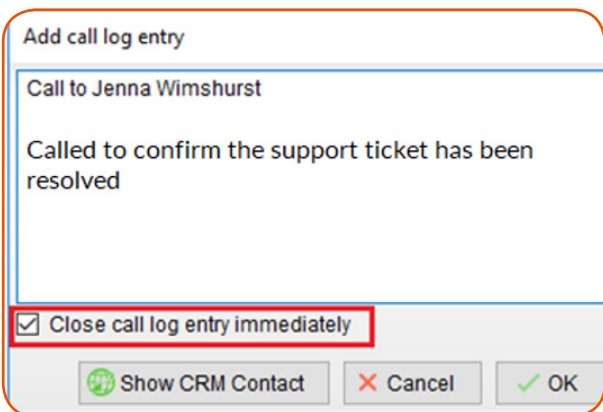 Add call log entry
Call to Jenna Wimshurst
Called to confirm the support ticket has been
resolved
Close call log entry immediately
Show CRM Contact Cancel OK